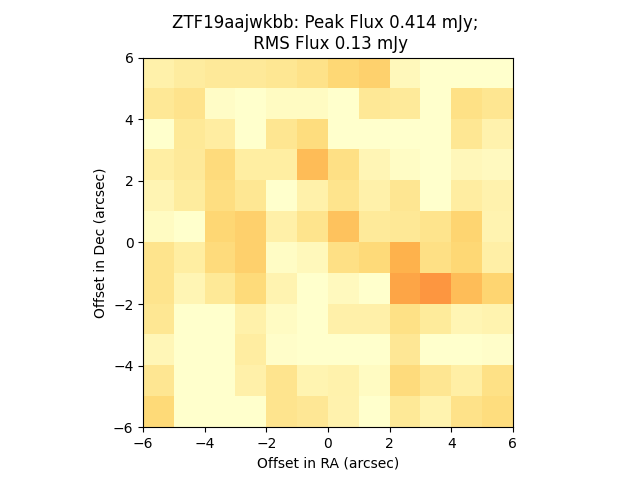 ZTF19aajwkbb: Peak Flux 0.414 mJy;
RMS Flux 0.13 mJy
6
4
2
0
−2
−4
−6
Offset in Dec (arcsec)
−6 −4 −2 0 2 4 6
Offset in RA (arcsec)